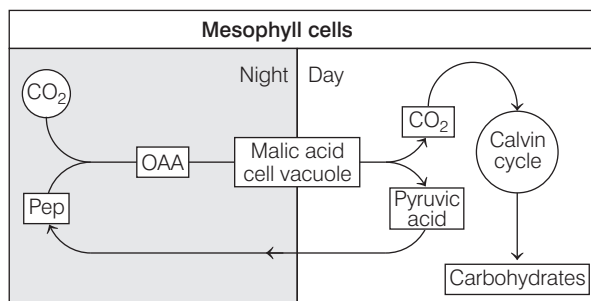 Mesophyll cells
Night
Day
CO₂
CO₂
Calvin
cycle
OAA
Malic acid
cell vacuole
Pep
Pyruvic
acid
Carbohydrates